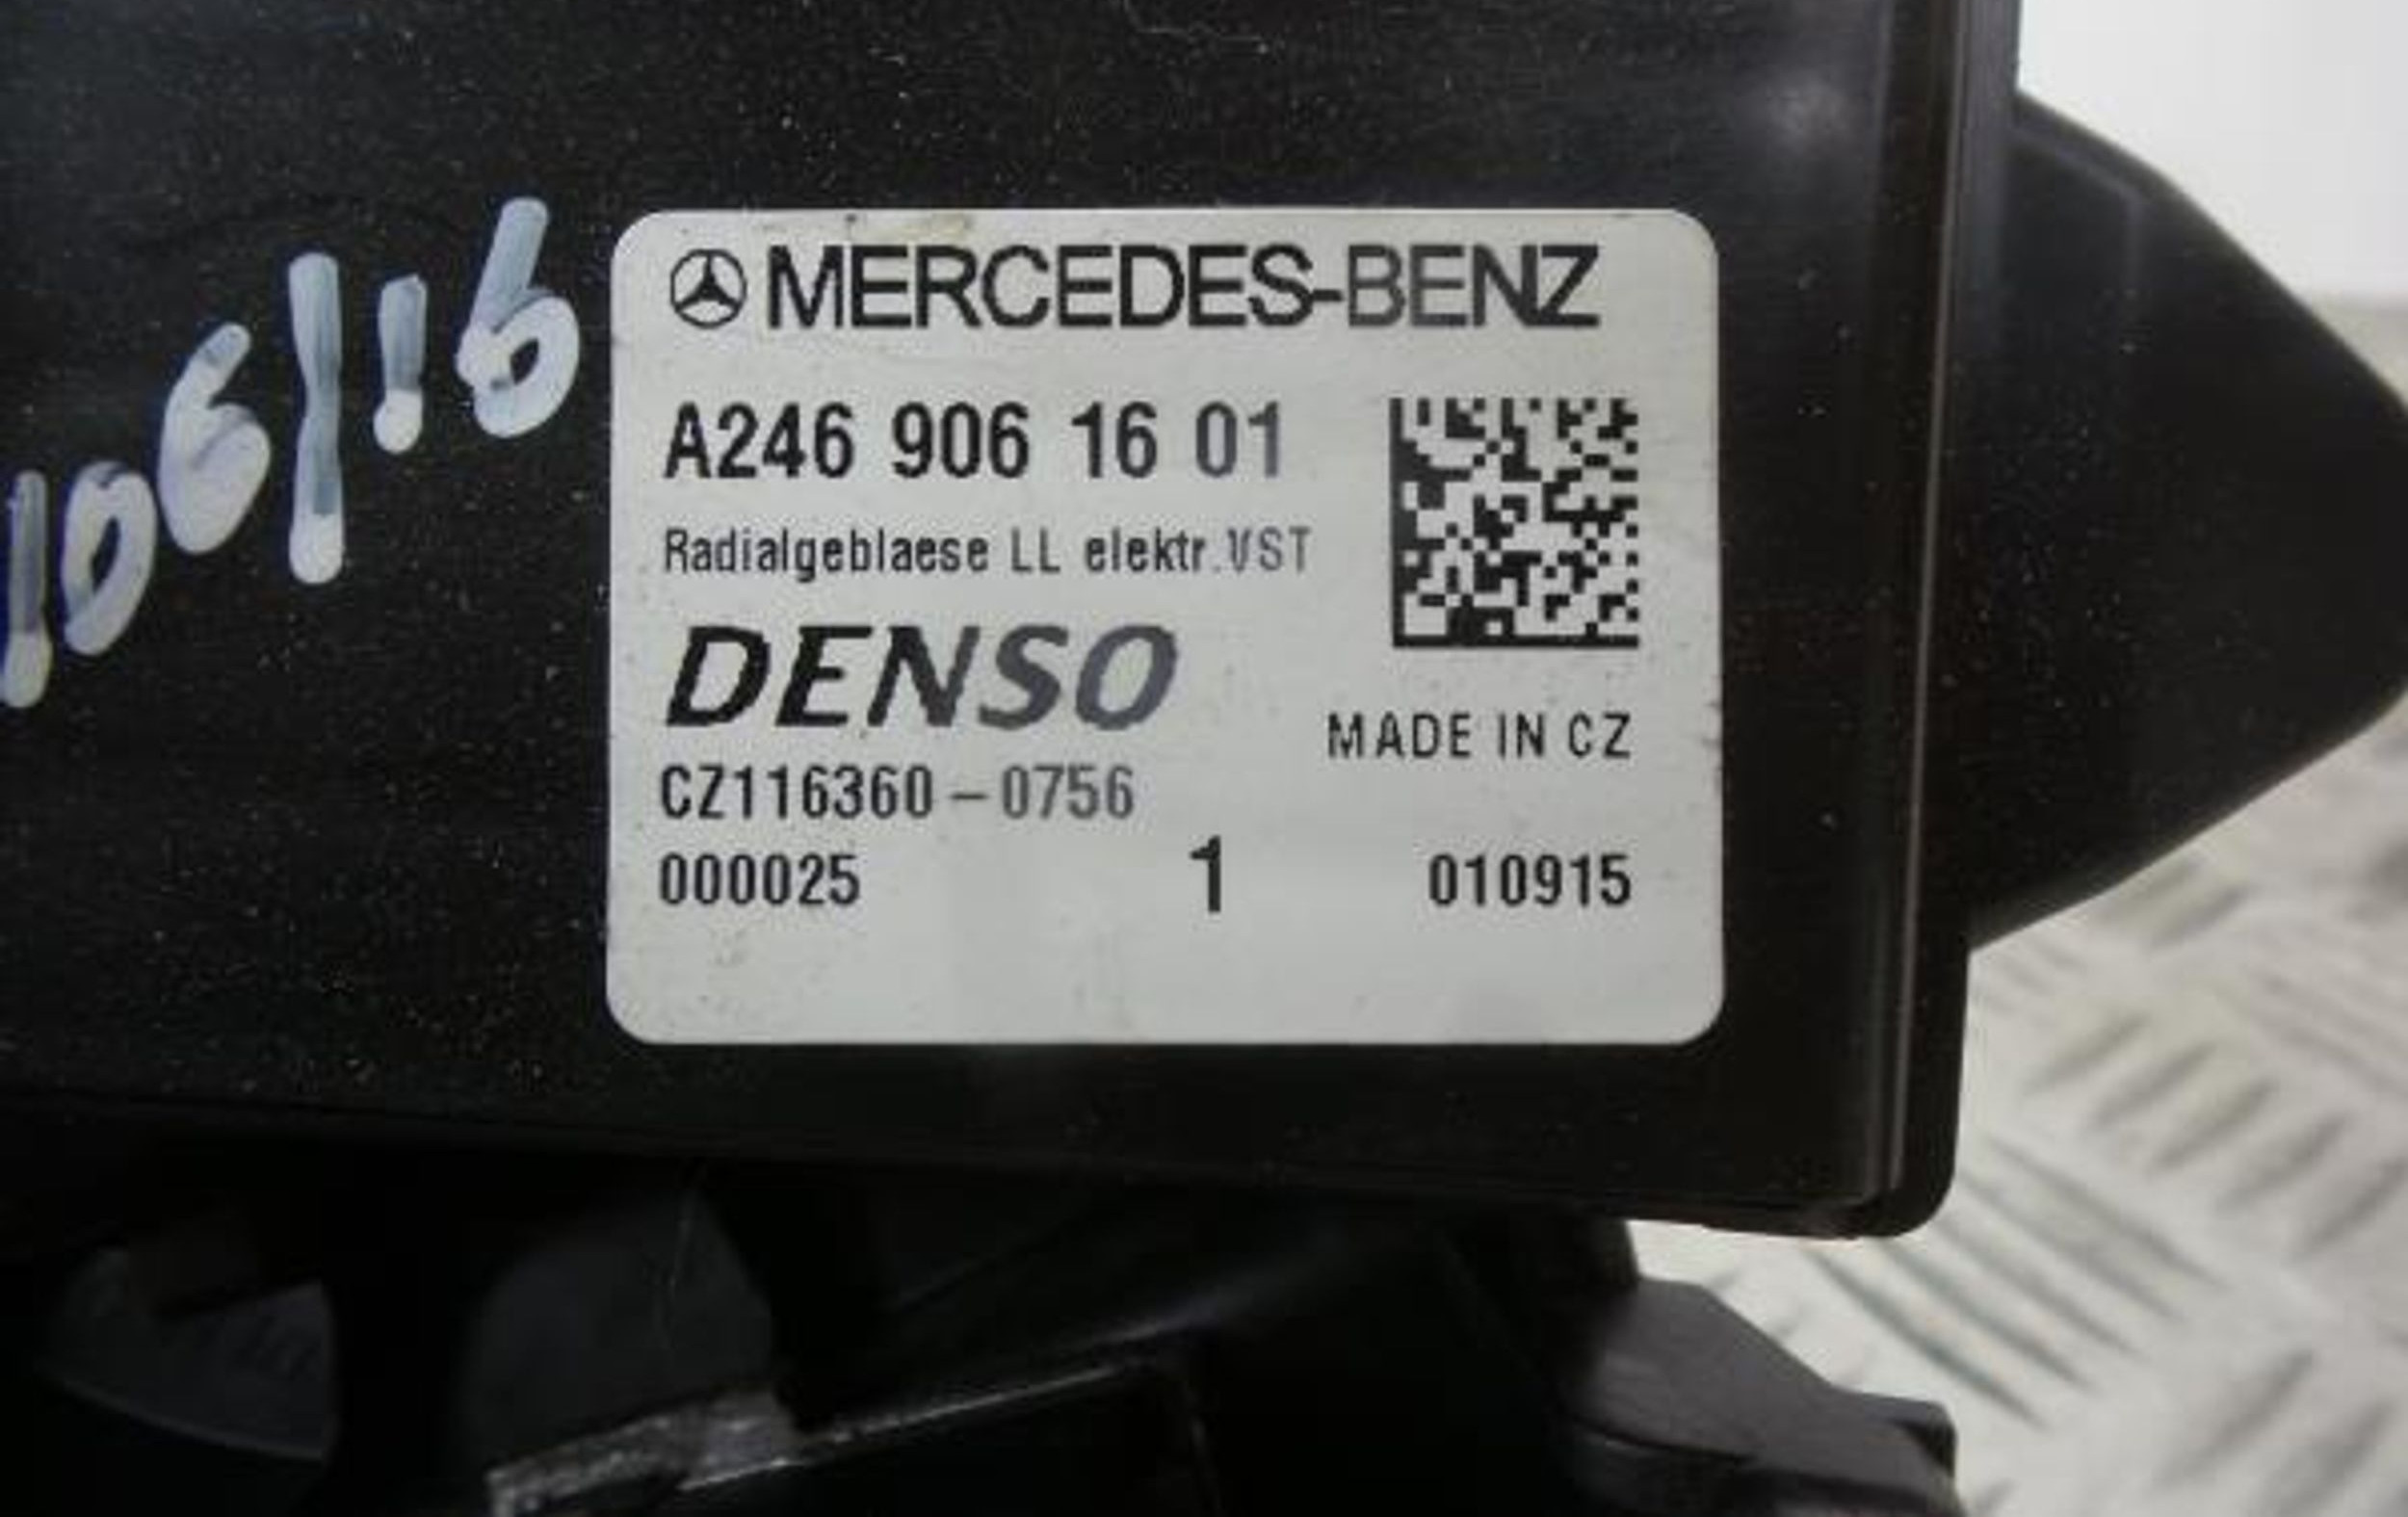 MERCEDES-BENZ
A246 906 16 01
Radialgeblaese LL elektr.VST
DENSO
MADE IN CZ
CZ116360-0756
000025 1 010915